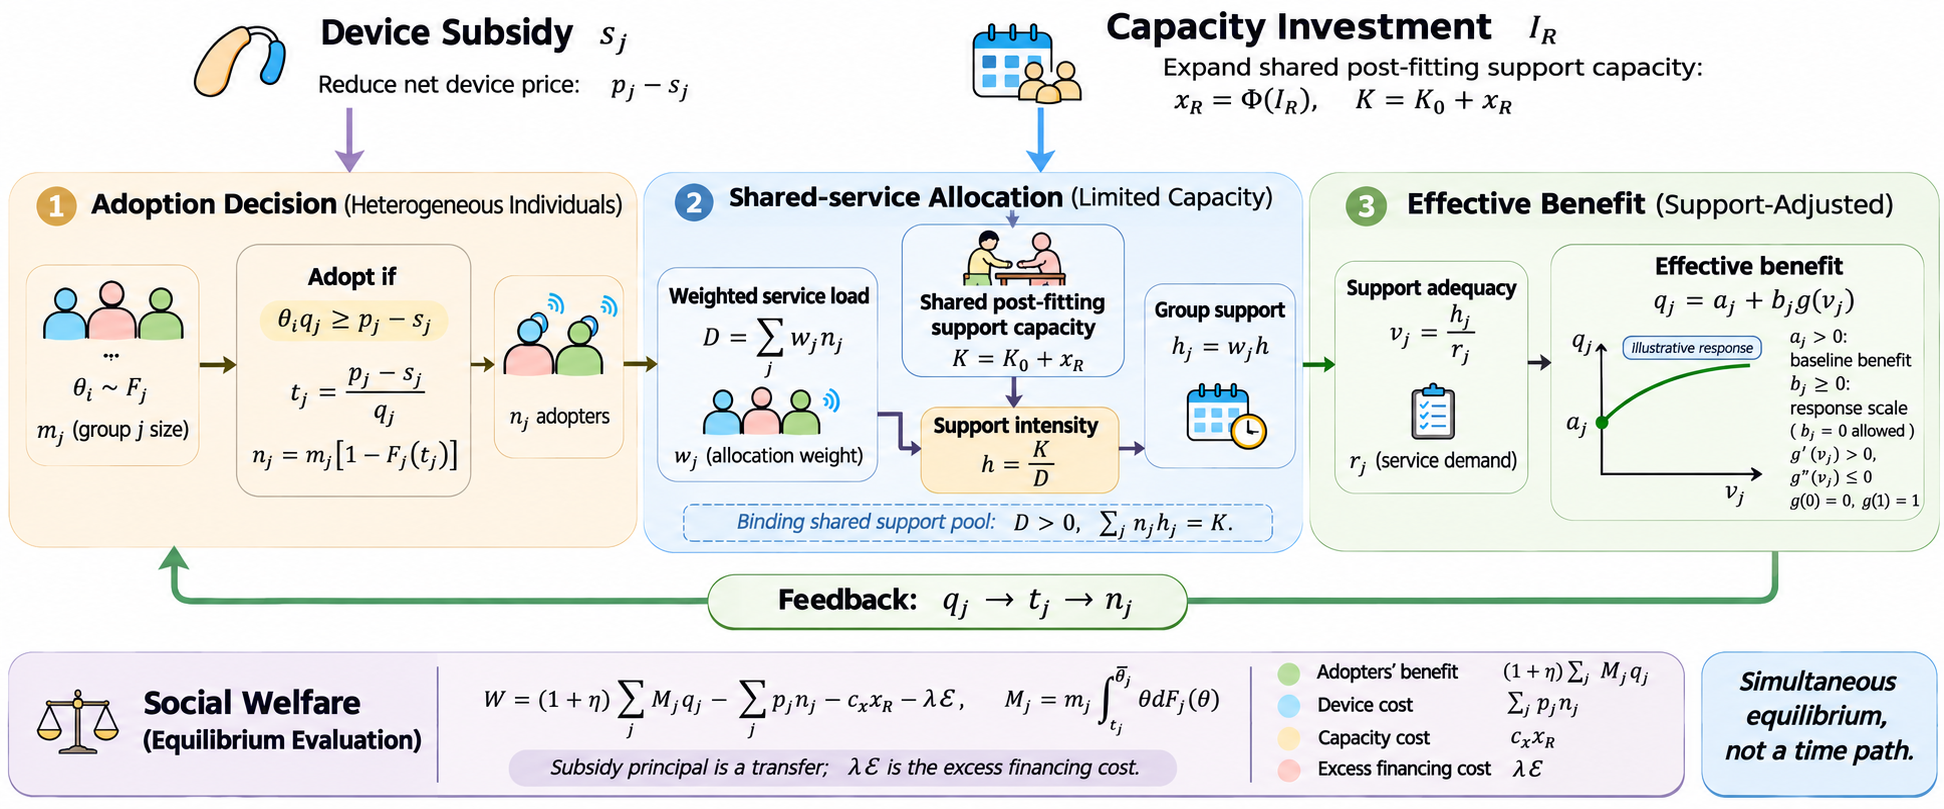 Device Subsidy s_j
Reduce net device price: p_j − s_j
Capacity Investment I_R
Expand shared post-fitting support capacity:
x_R = Φ(I_R), K = K_0 + x_R
1 Adoption Decision (Heterogeneous Individuals)
...
θ_i ~ F_j
m_j (group j size)
Adopt if
θ_i q_j ≥ p_j − s_j
t_j = (p_j − s_j) / q_j
n_j = m_j[1 − F_j(t_j)]
n_j adopters
2 Shared-service Allocation (Limited Capacity)
Weighted service load
D = ∑_j w_j n_j
w_j (allocation weight)
Shared post-fitting
support capacity
K = K_0 + x_R
Support intensity
h = K / D
Group support
h_j = w_j h
Binding shared support pool: D > 0, ∑_j n_j h_j = K.
3 Effective Benefit (Support-Adjusted)
Support adequacy
v_j = h_j / r_j
r_j (service demand)
Effective benefit
q_j = a_j + b_j g(v_j)
q_j
illustrative response
a_j
v_j
a_j > 0:
baseline benefit
b_j ≥ 0:
response scale
( b_j = 0 allowed )
g′(v_j) > 0,
g″(v_j) ≤ 0
g(0) = 0, g(1) = 1
Feedback: q_j → t_j → n_j
Social Welfare
(Equilibrium Evaluation)
W = (1 + η) ∑_j M_j q_j − ∑_j p_j n_j − c_x x_R − λℰ, M_j = m_j ∫_{t_j}^{θ̄_j} θdF_j(θ)
Subsidy principal is a transfer; λℰ is the excess financing cost.
Adopters’ benefit (1 + η) ∑_j M_j q_j
Device cost ∑_j p_j n_j
Capacity cost c_x x_R
Excess financing cost λℰ
Simultaneous
equilibrium,
not a time path.